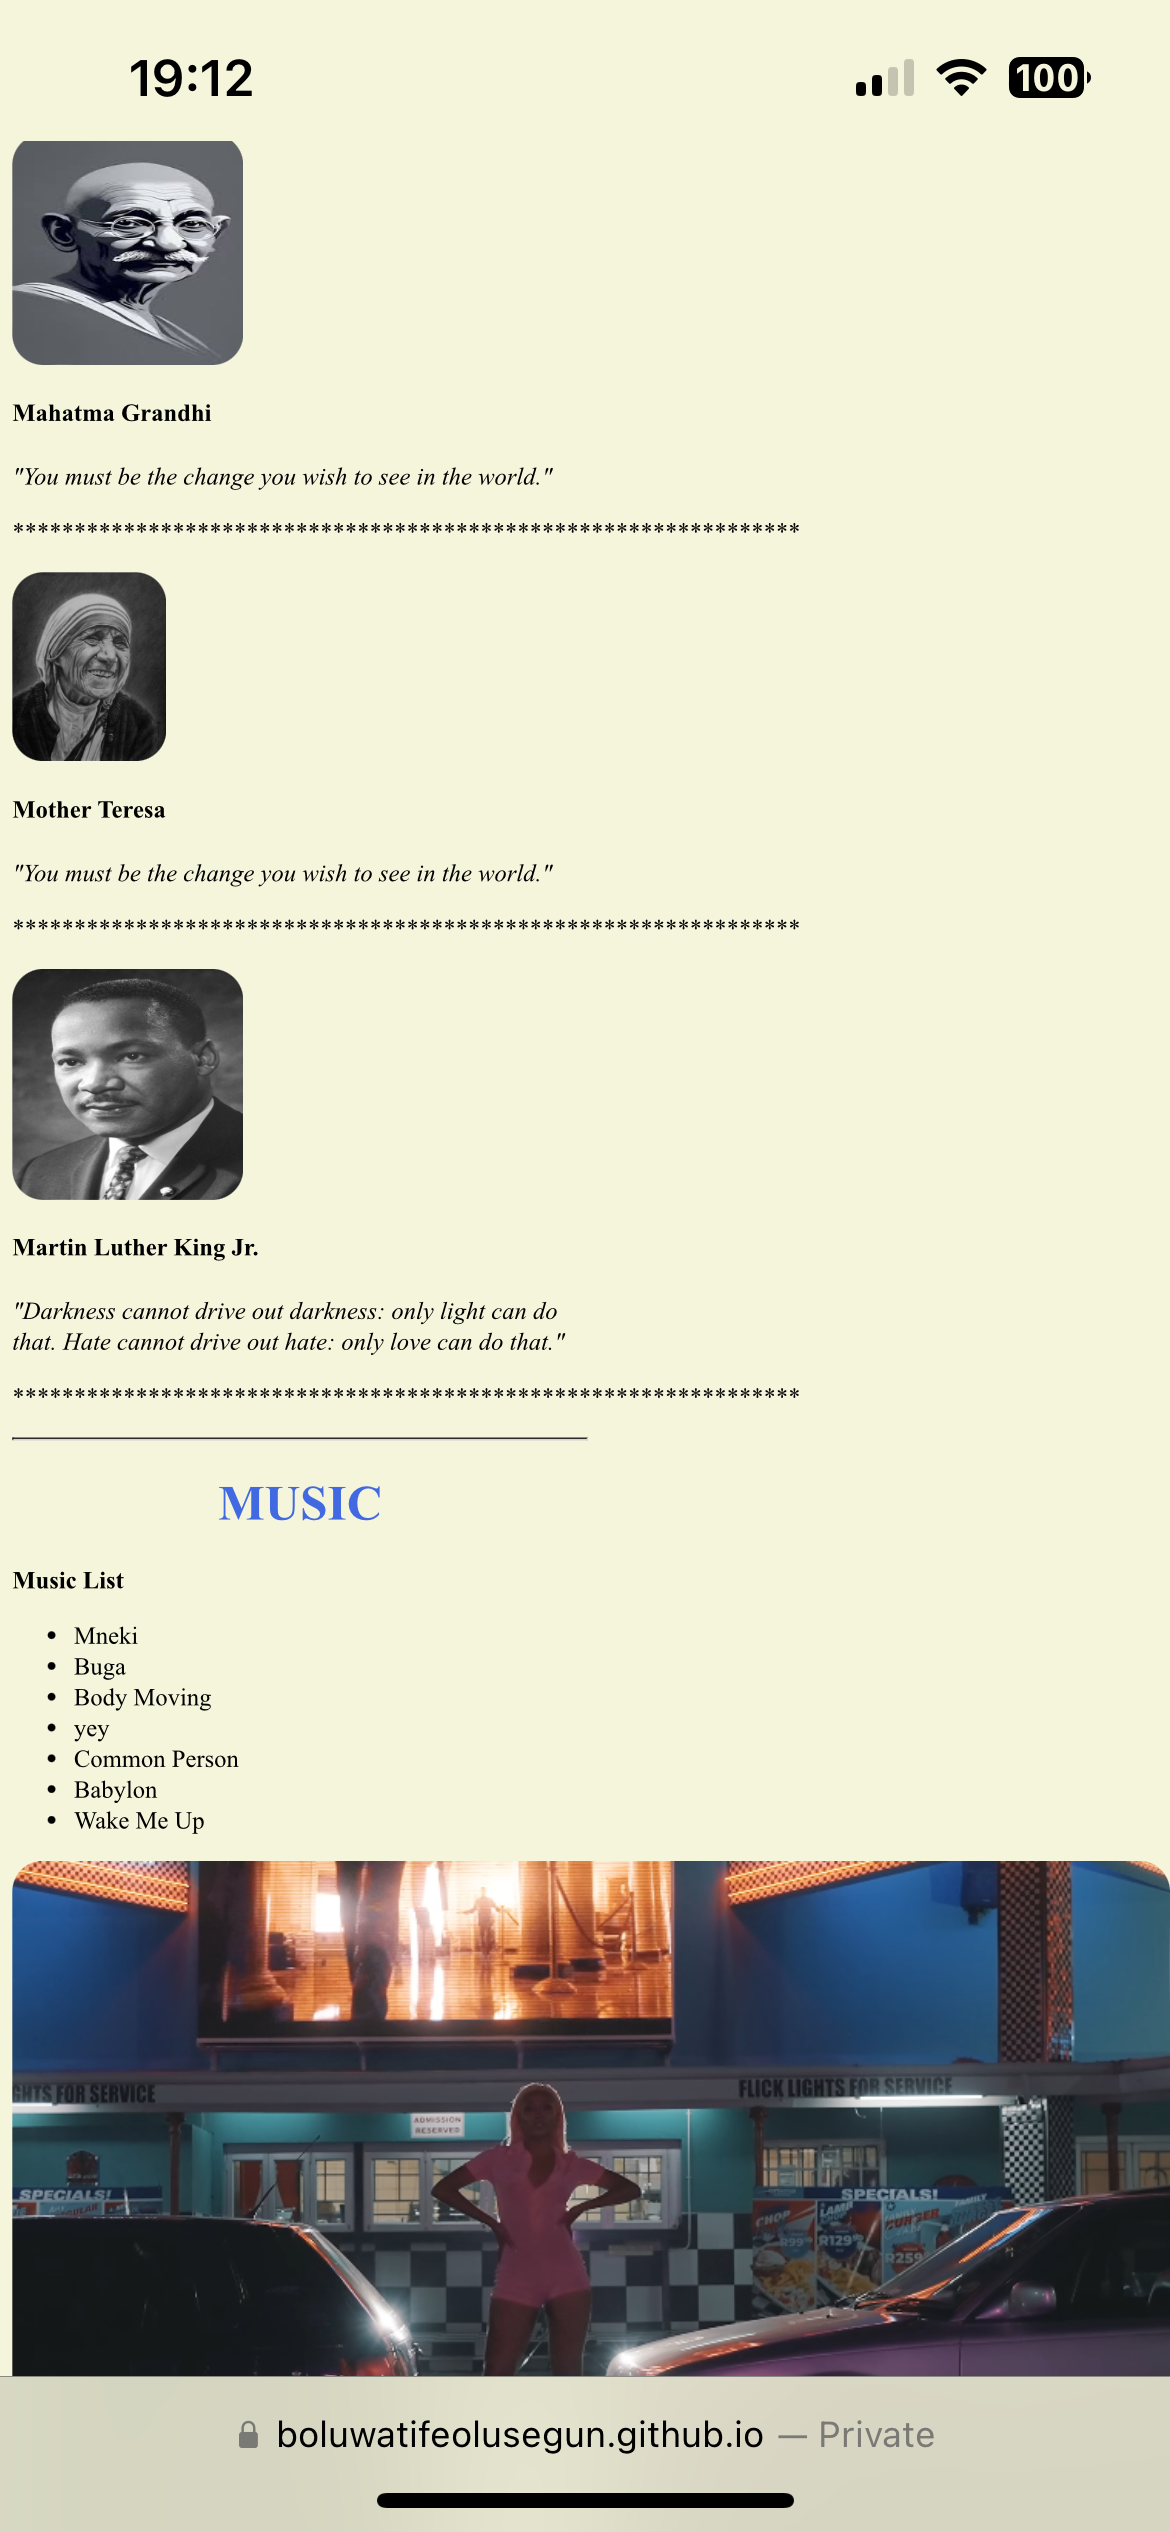 19:12
100
Mahatma Grandhi
"You must be the change you wish to see in the world."
****************************************************************
Mother Teresa
"You must be the change you wish to see in the world."
****************************************************************
Martin Luther King Jr.
"Darkness cannot drive out darkness: only light can do
that. Hate cannot drive out hate: only love can do that."
****************************************************************
MUSIC
Music List
• Mneki
• Buga
• Body Moving
• yey
• Common Person
• Babylon
• Wake Me Up
GHTS FOR SERVICE
FLICK LIGHTS FOR SERVICE
ADMISSION
RESERVED
SPECIALS!
SPECIALS!
FAMILY
CHOP
LAMB
R99
R129
R259
boluwatifeolusegun.github.io — Private